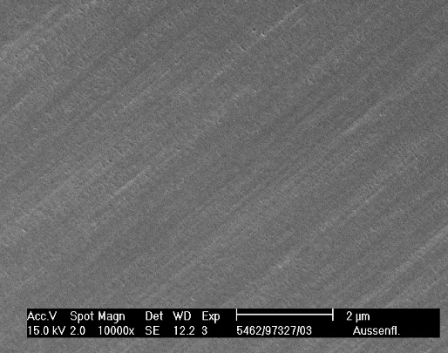 Acc.V Spot Magn Det WD Exp 2 µm
15.0 kV 2.0 10000x SE 12.2 3 5462/97327/03 Aussenfl.